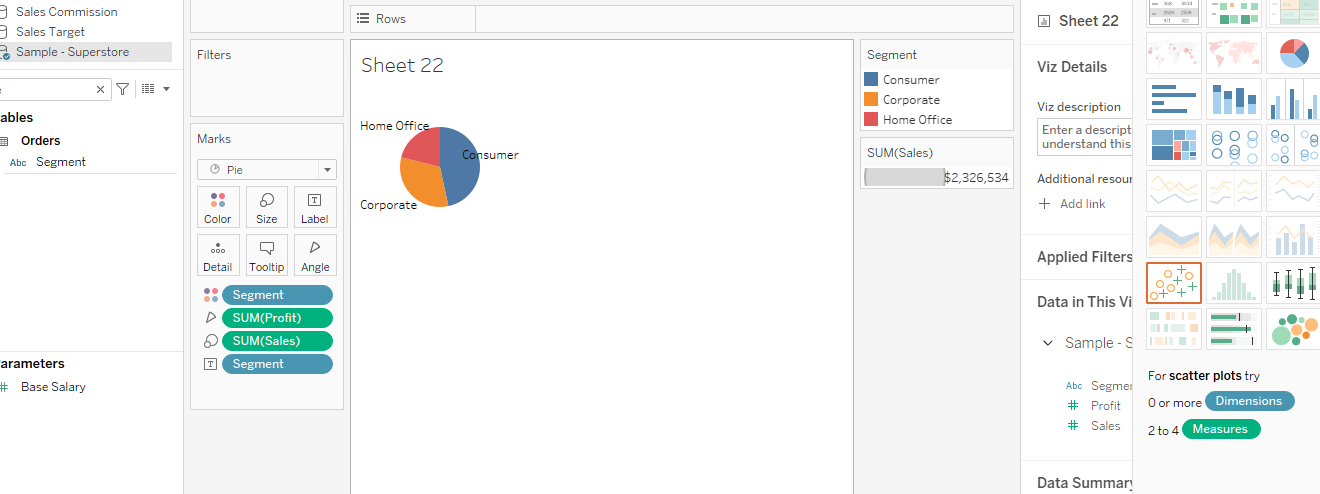 Sales Commission
Sales Target
Sample - Superstore
ables
Orders
Abc Segment
Parameters
Base Salary
Rows
Filters
Marks
Pie
Color Size Label
Detail Tooltip Angle
Segment
SUM(Profit)
SUM(Sales)
Segment
Sheet 22
Home Office
Consumer
Corporate
Segment
Consumer
Corporate
Home Office
SUM(Sales)
$2,326,534
Sheet 22
Viz Details
Viz description
Enter a descript
understand this
Additional resour
Add link
Applied Filters
Data in This Vi
Sample - S
Abc Segmen
Profit
Sales
Data Summary
For scatter plots try
0 or more Dimensions
2 to 4 Measures